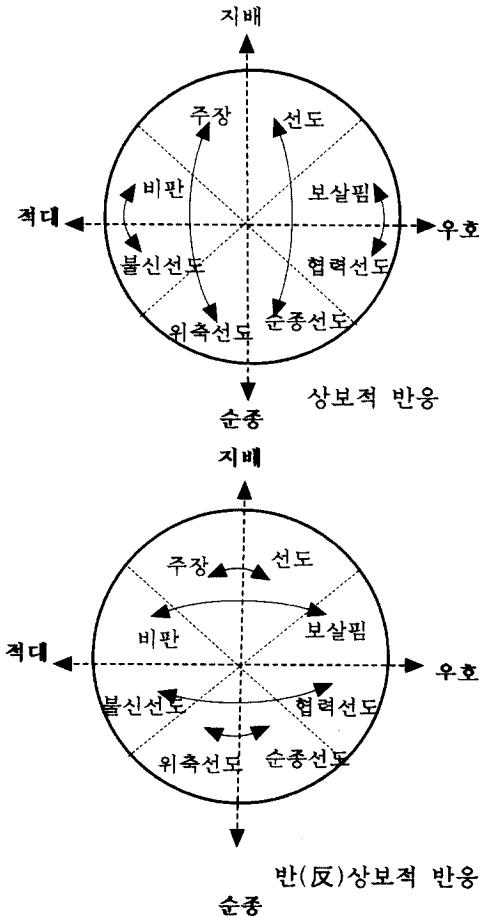 지배
주장 선도
비판 보살핌
적대 우호
불신선도 협력선도
위축선도 순종선도
상보적 반응
순종
지배
주장 선도
비판 보살핌
적대 우호
불신선도 협력선도
위축선도 순종선도
반(反)상보적 반응
순종